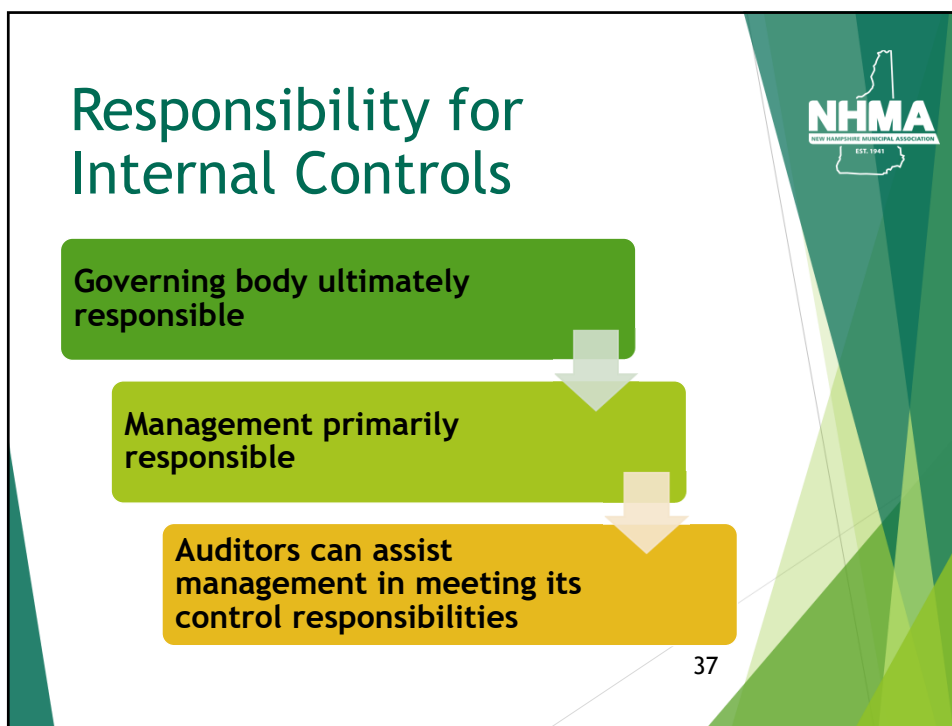 Responsibility for
Internal Controls
NHMA
NEW HAMPSHIRE MUNICIPAL ASSOCIATION
EST. 1941
Governing body ultimately
responsible
Management primarily
responsible
Auditors can assist
management in meeting its
control responsibilities
37